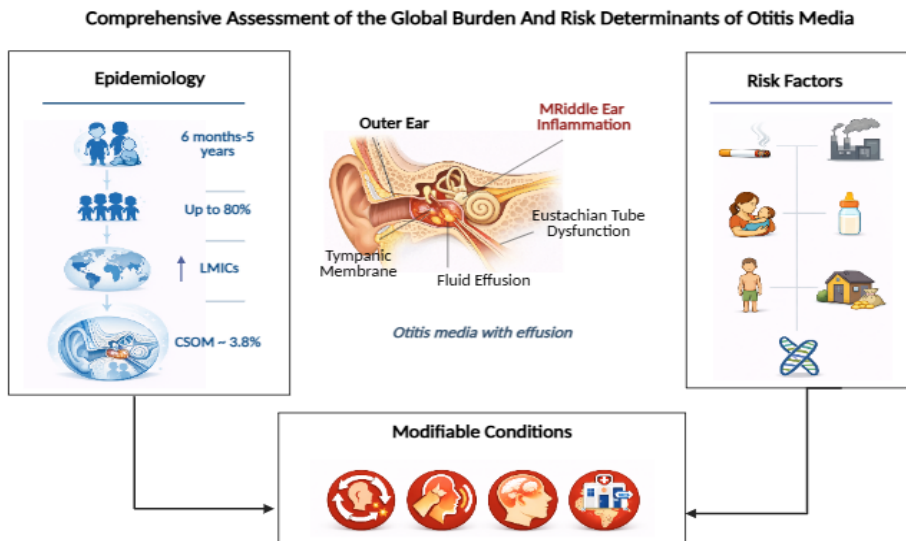 Comprehensive Assessment of the Global Burden And Risk Determinants of Otitis Media
Epidemiology
6 months-5
years
Up to 80%
↑ LMICs
CSOM ~ 3.8%
Outer Ear
MRiddle Ear
Inflammation
Eustachian Tube
Dysfunction
Tympanic
Membrane
Fluid Effusion
Otitis media with effusion
Risk Factors
Modifiable Conditions